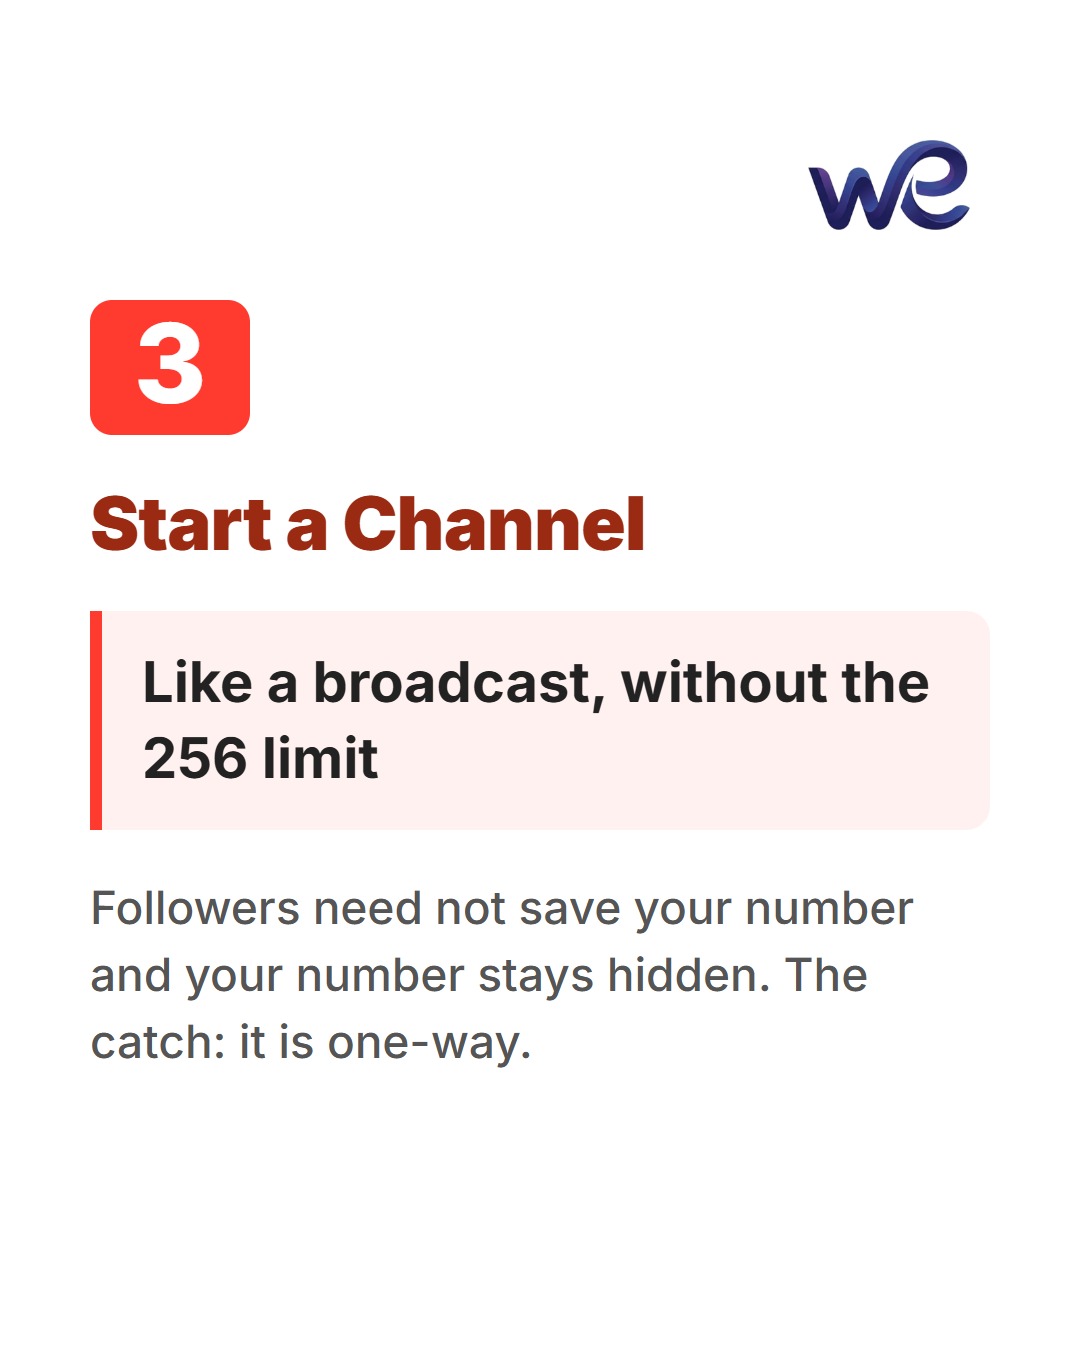 we
3
Start a Channel
Like a broadcast, without the
256 limit
Followers need not save your number
and your number stays hidden. The
catch: it is one-way.